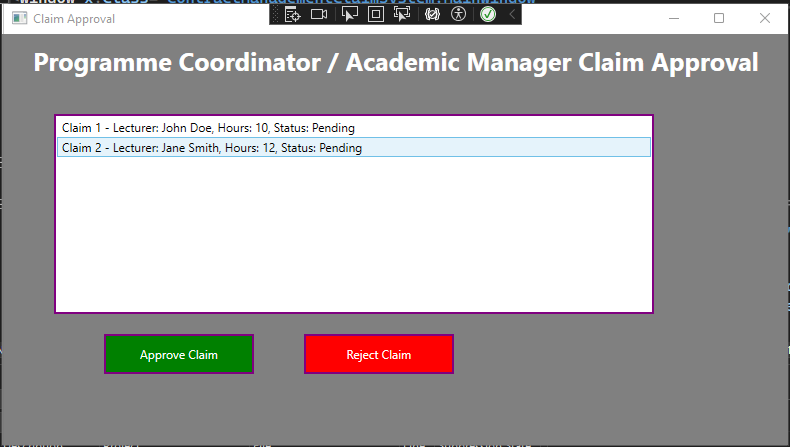 Claim Approval
Programme Coordinator / Academic Manager Claim Approval
Claim 1 - Lecturer: John Doe, Hours: 10, Status: Pending
Claim 2 - Lecturer: Jane Smith, Hours: 12, Status: Pending
Approve Claim
Reject Claim